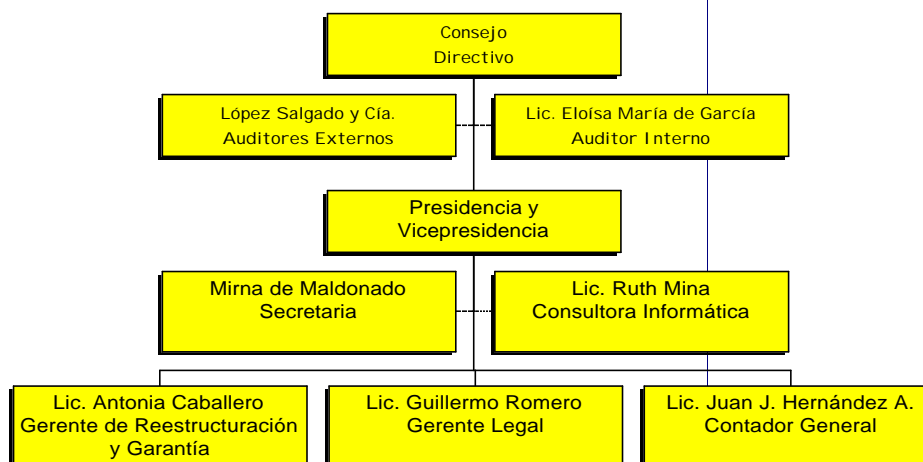 Consejo
Directivo
López Salgado y Cía.
Auditores Externos
Lic. Eloísa María de García
Auditor Interno
Presidencia y
Vicepresidencia
Mirna de Maldonado
Secretaria
Lic. Ruth Mina
Consultora Informática
Lic. Antonia Caballero
Gerente de Reestructuración
y Garantía
Lic. Guillermo Romero
Gerente Legal
Lic. Juan J. Hernández A.
Contador General